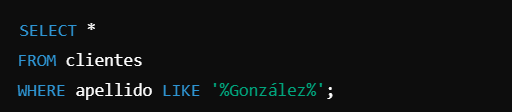 SELECT *
FROM clientes
WHERE apellido LIKE '%González%';